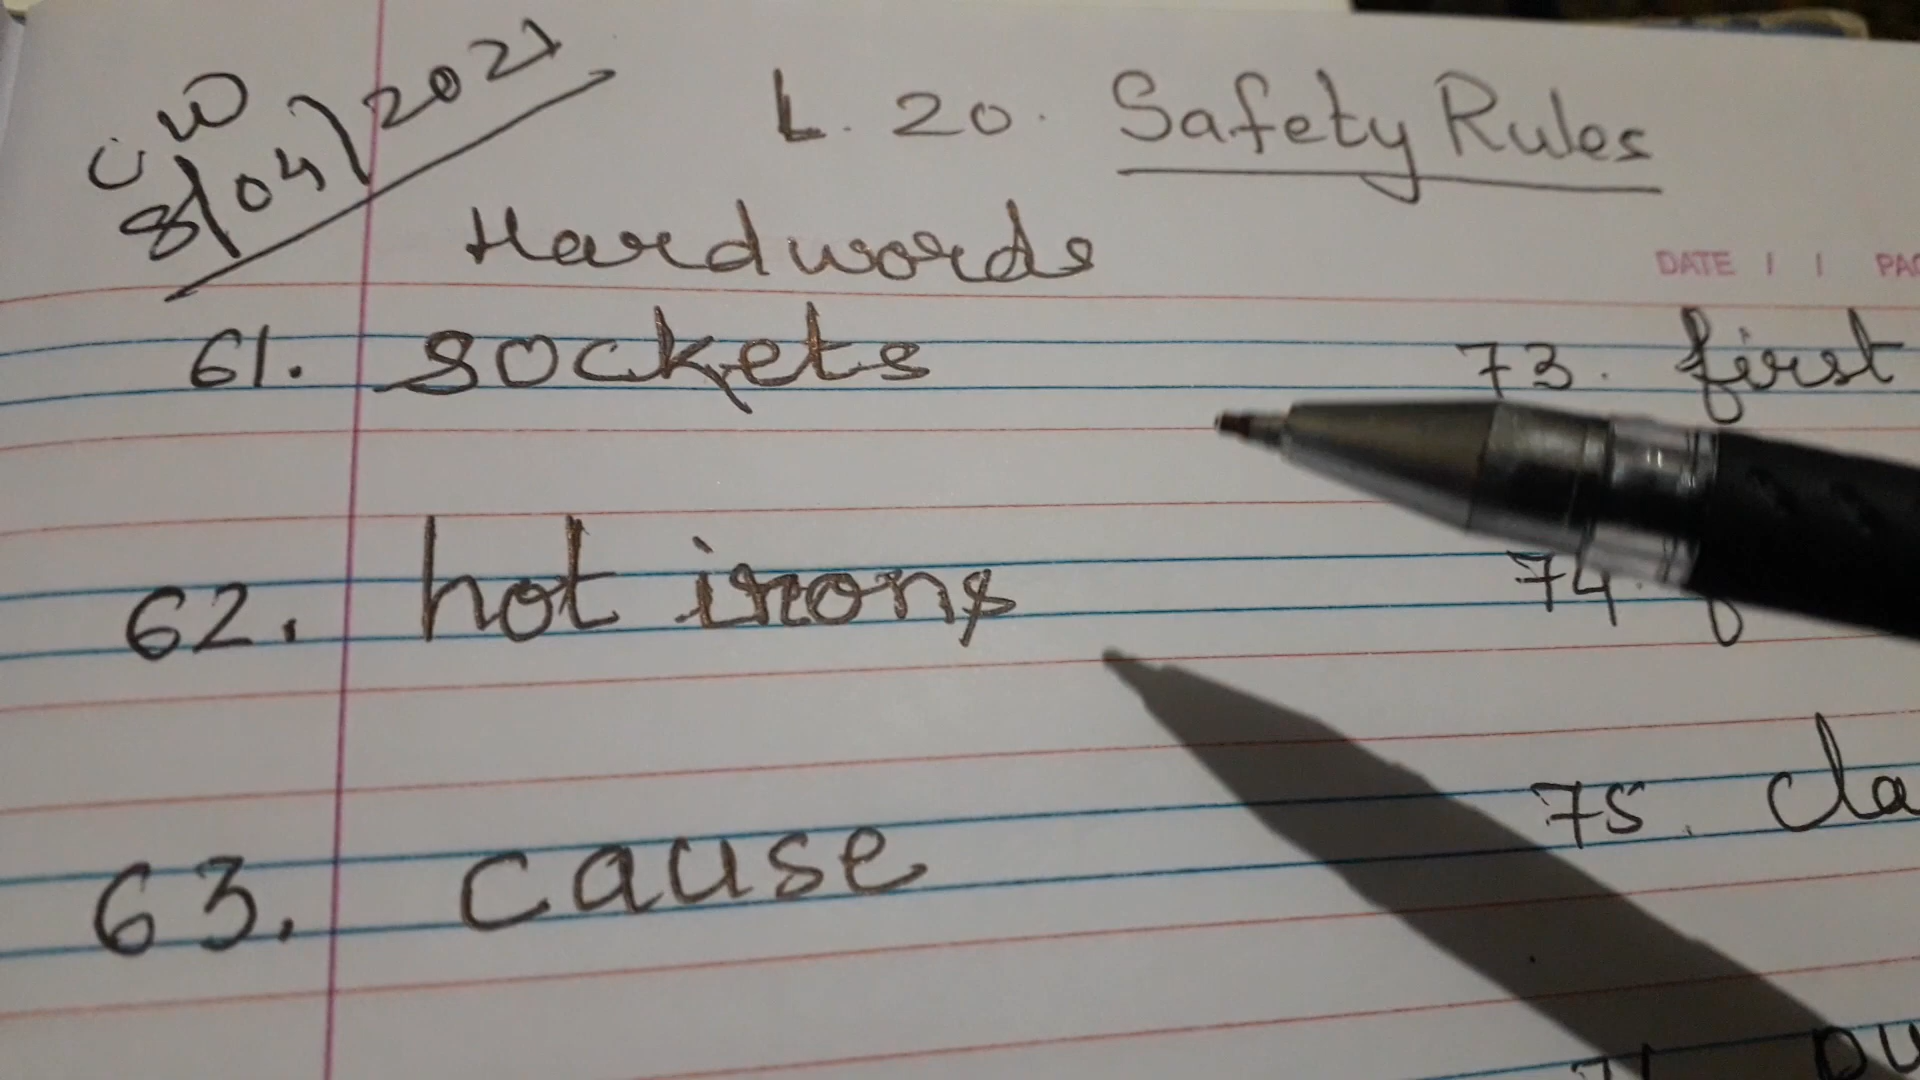 CW
8/04/2021
L. 20. Safety Rules
Hardwords
DATE / /
61. sockets
62. hot irons
63. cause
73. first
74.
75.